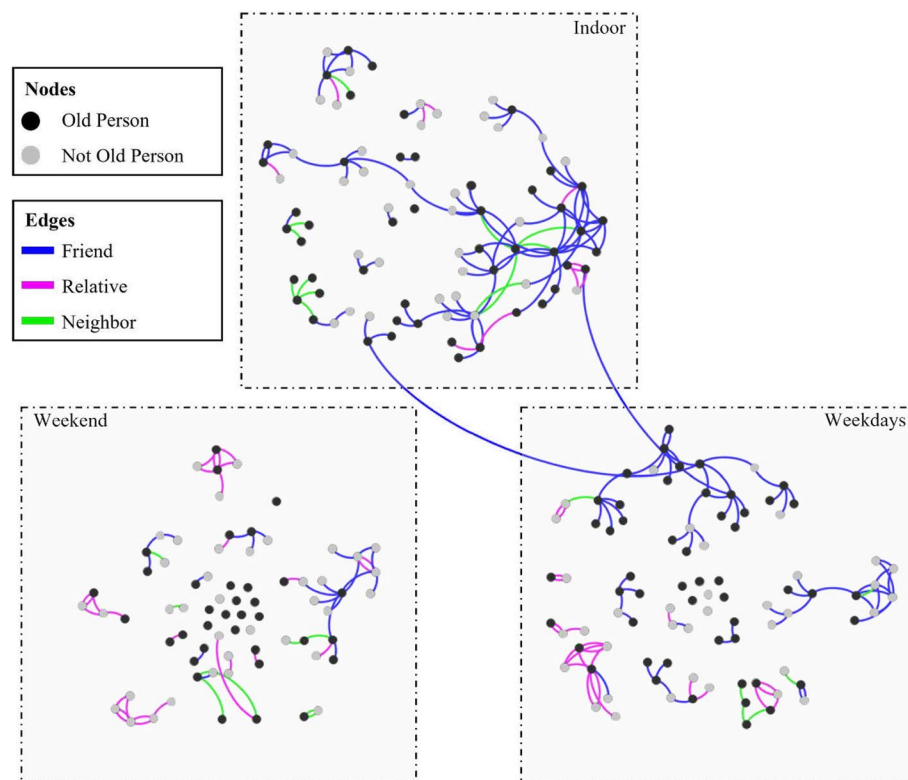 Indoor
Nodes
Old Person
Not Old Person
Edges
Friend
Relative
Neighbor
Weekend
Weekdays